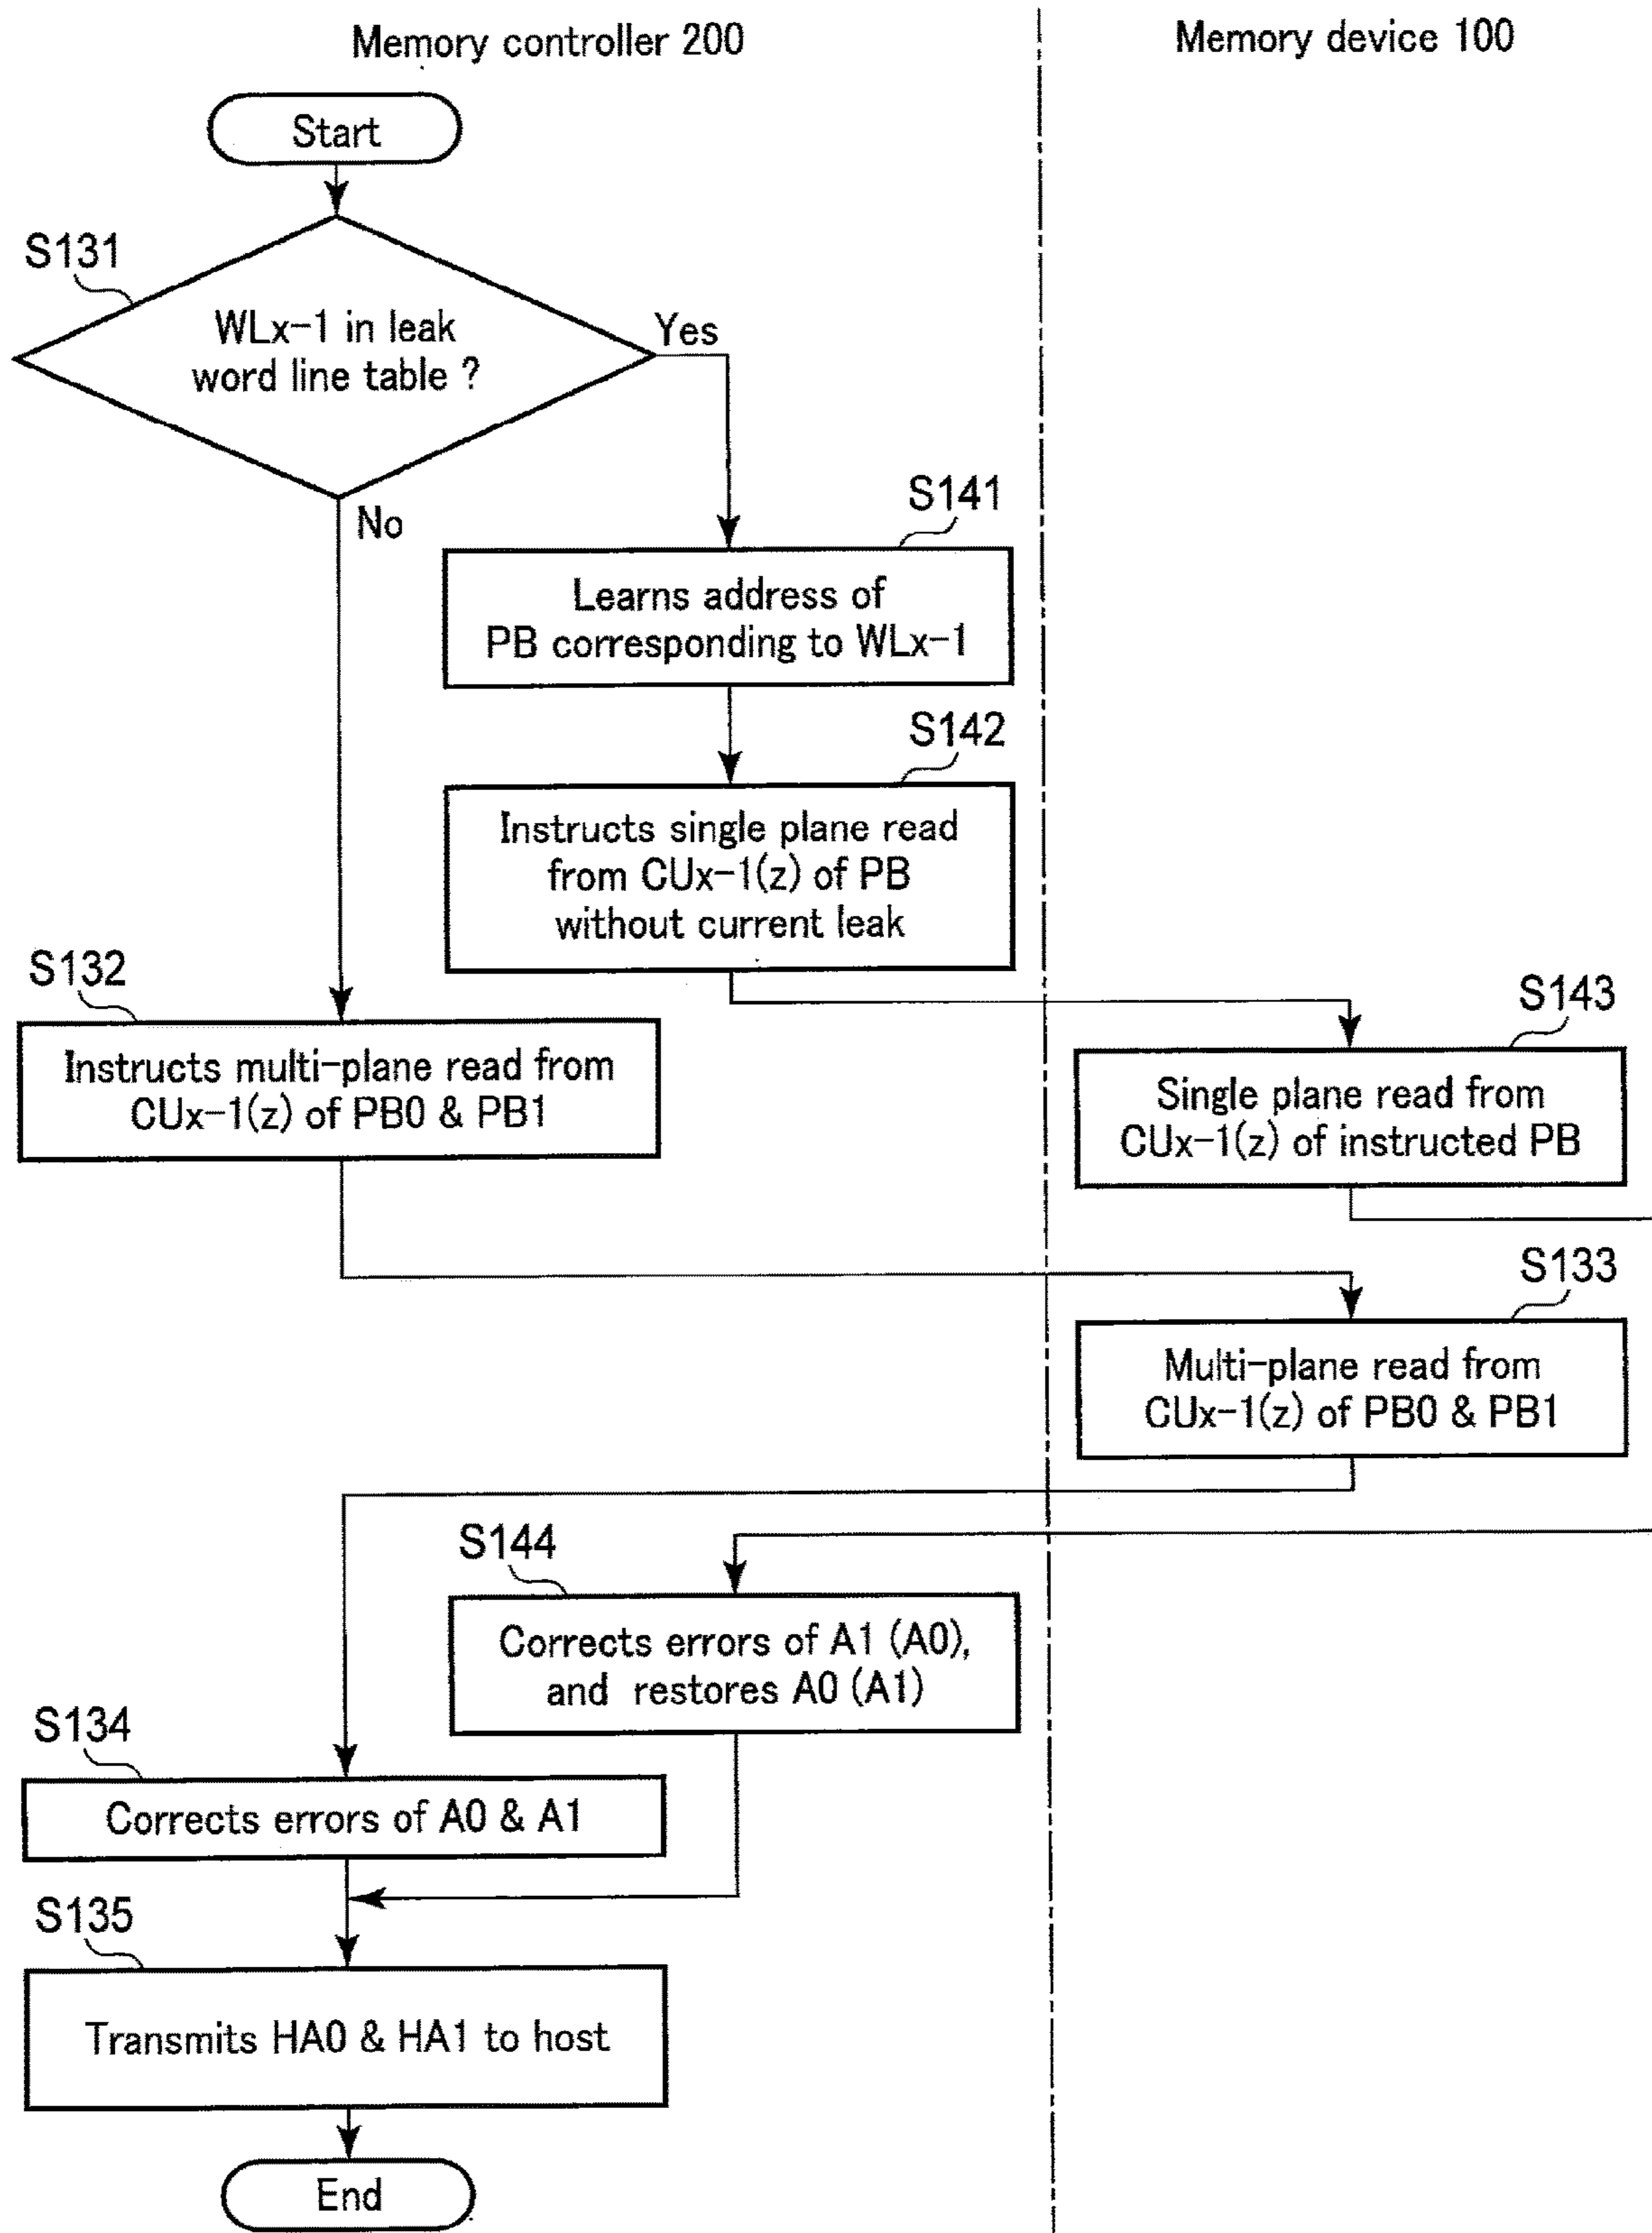 Memory controller 200
Memory device 100
Start
S131
WLx-1 in leak
word line table ?
Yes
No
S141
Learns address of
PB corresponding to WLx-1
S142
Instructs single plane read
from CUx-1(z) of PB
without current leak
S132
Instructs multi-plane read from
CUx-1(z) of PB0 & PB1
S143
Single plane read from
CUx-1(z) of instructed PB
S133
Multi-plane read from
CUx-1(z) of PB0 & PB1
S144
Corrects errors of A1 (A0),
and restores A0 (A1)
S134
Corrects errors of A0 & A1
S135
Transmits HA0 & HA1 to host
End